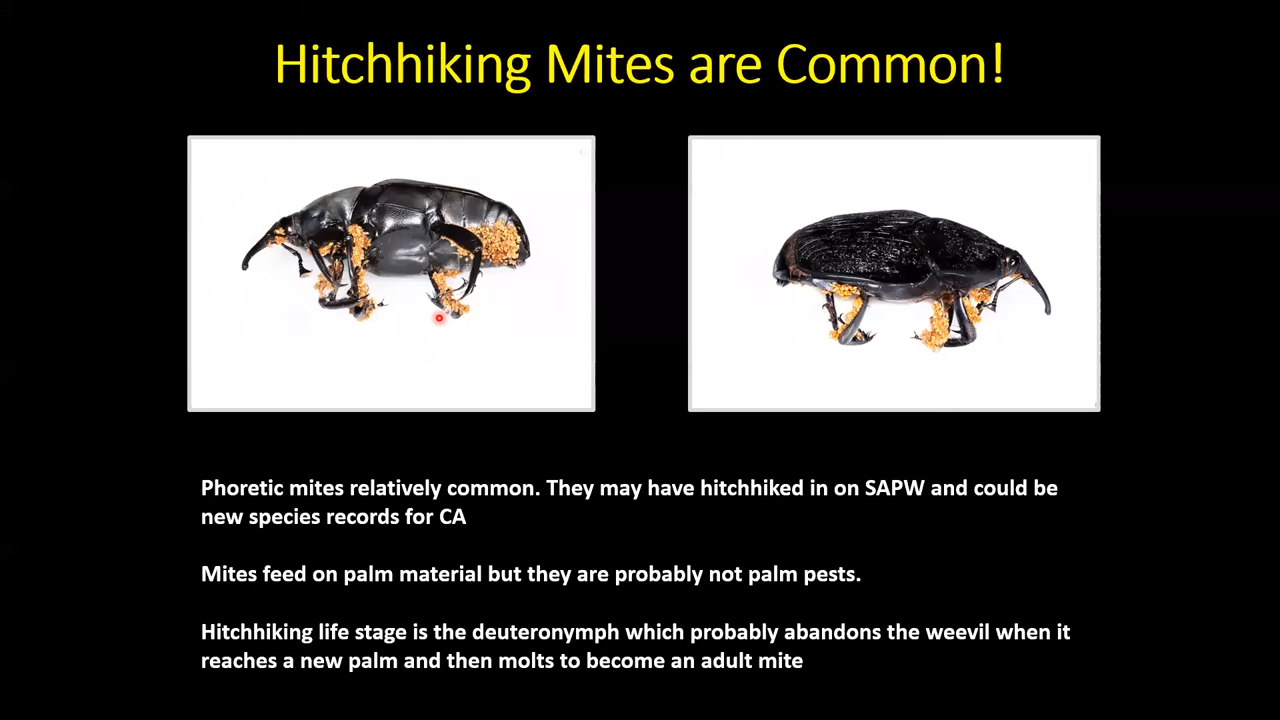 Hitchhiking Mites are Common!
Phoretic mites relatively common. They may have hitchhiked in on SAPW and could be
new species records for CA
Mites feed on palm material but they are probably not palm pests.
Hitchhiking life stage is the deuteronymph which probably abandons the weevil when it
reaches a new palm and then molts to become an adult mite